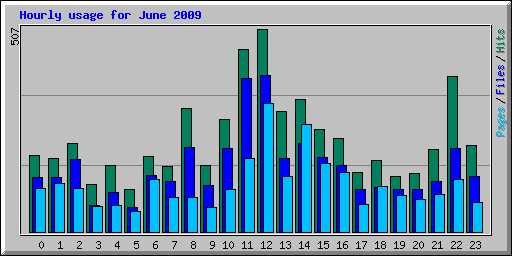 Hourly usage for June 2009
507
Pages / Files / Hits
0 1 2 3 4 5 6 7 8 9 10 11 12 13 14 15 16 17 18 19 20 21 22 23